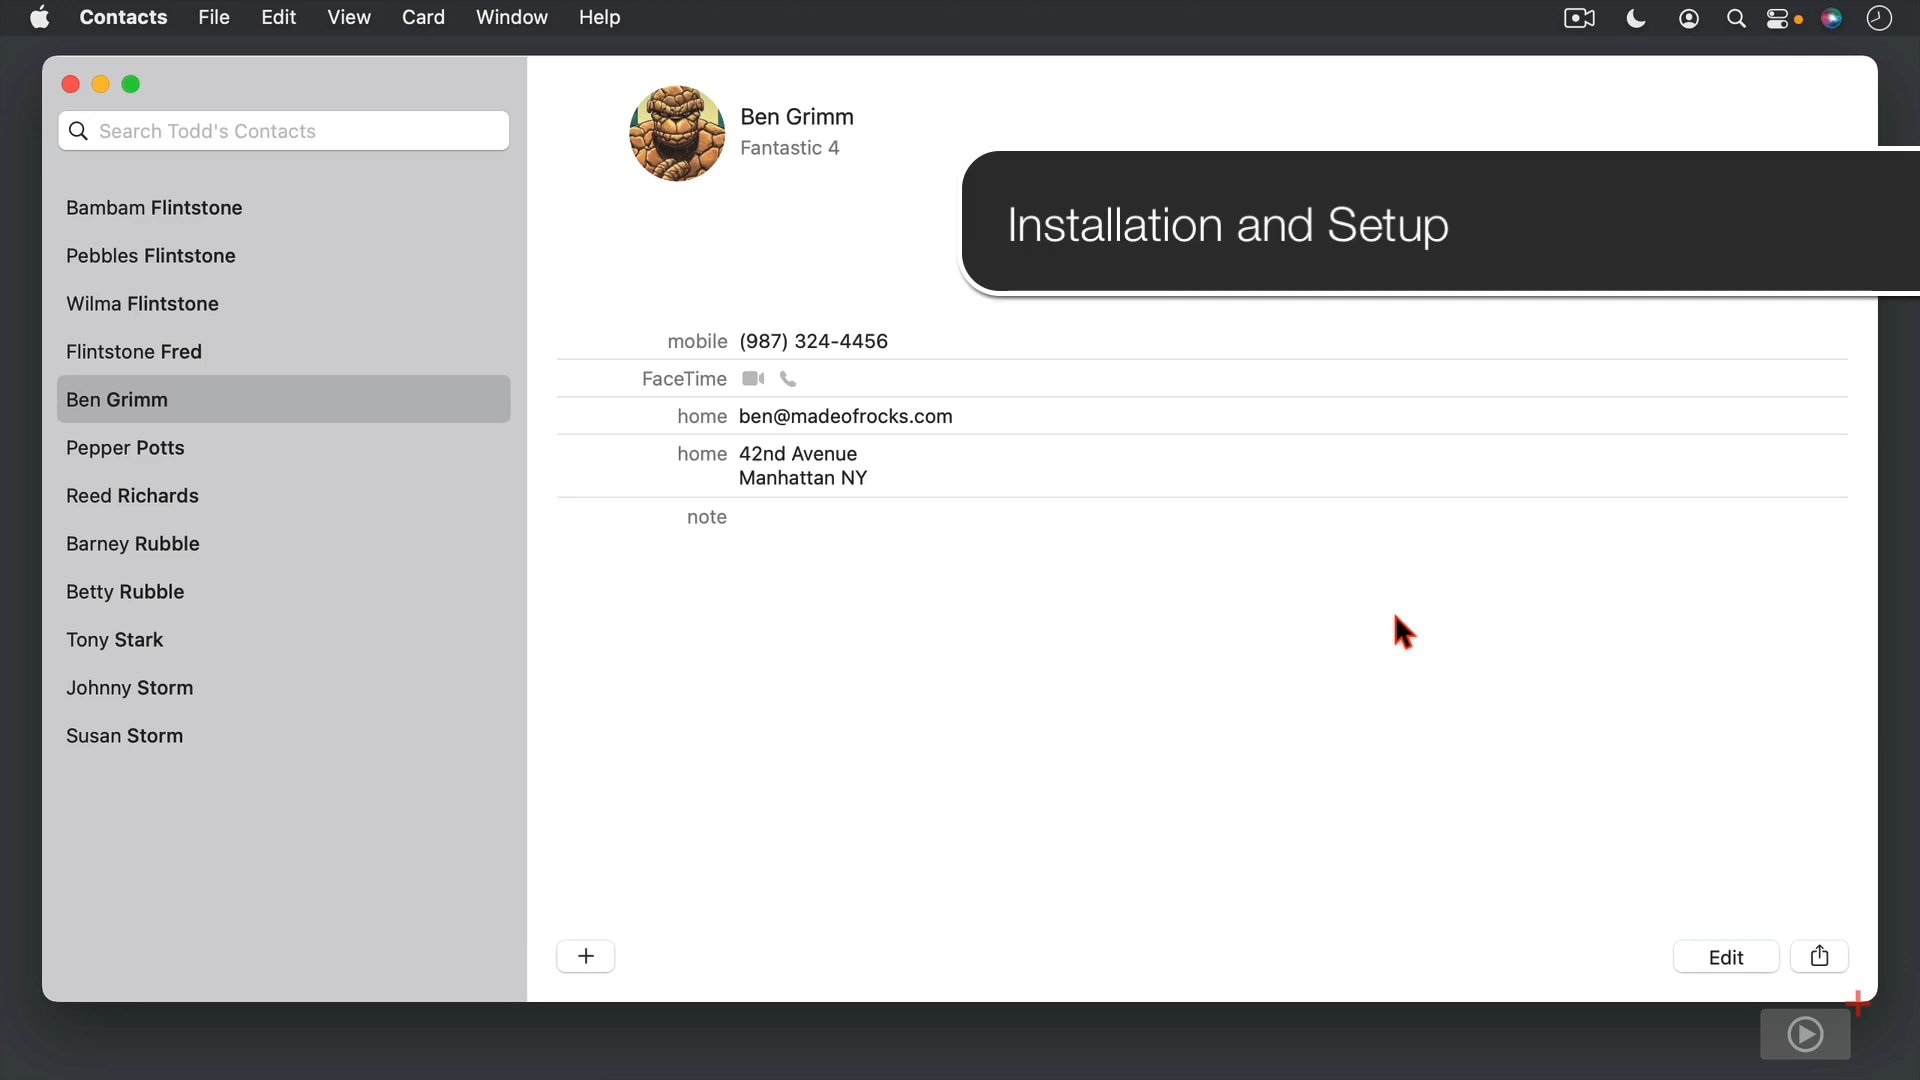 Contacts File Edit View Card Window Help
Search Todd's Contacts
Bambam Flintstone
Pebbles Flintstone
Wilma Flintstone
Flintstone Fred
Ben Grimm
Pepper Potts
Reed Richards
Barney Rubble
Betty Rubble
Tony Stark
Johnny Storm
Susan Storm
Ben Grimm
Fantastic 4
Installation and Setup
mobile (987) 324-4456
FaceTime
home ben@madeofrocks.com
home 42nd Avenue
Manhattan NY
note
Edit